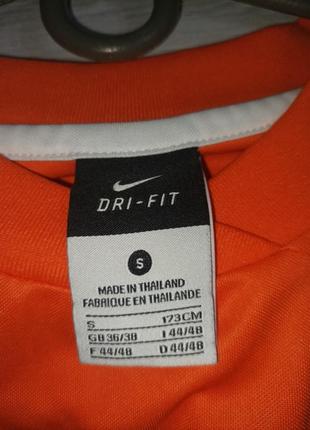 DRI-FIT
S
MADE IN THAILAND
FABRIQUE EN THAILANDE
S 173CM
GB 36/38 I 44/48
F 44/48 D 44/48